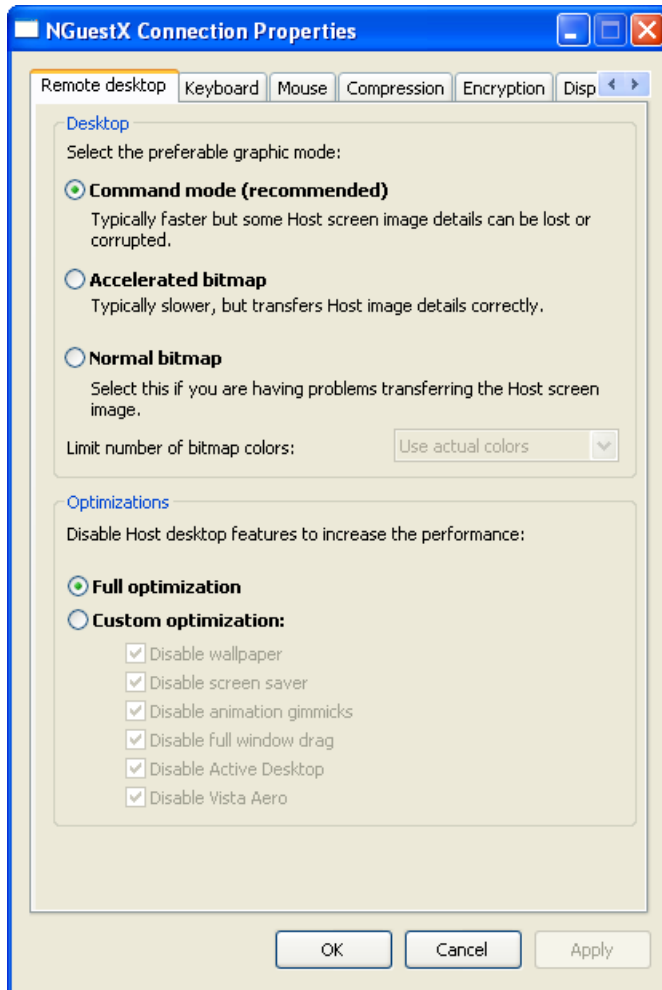 NGuestX Connection Properties
Remote desktop
Keyboard
Mouse
Compression
Encryption
Disp
Desktop
Select the preferable graphic mode:
Command mode (recommended)
Typically faster but some Host screen image details can be lost or
corrupted.
Accelerated bitmap
Typically slower, but transfers Host image details correctly.
Normal bitmap
Select this if you are having problems transferring the Host screen
image.
Limit number of bitmap colors: Use actual colors
Optimizations
Disable Host desktop features to increase the performance:
Full optimization
Custom optimization:
Disable wallpaper
Disable screen saver
Disable animation gimmicks
Disable full window drag
Disable Active Desktop
Disable Vista Aero
OK
Cancel
Apply